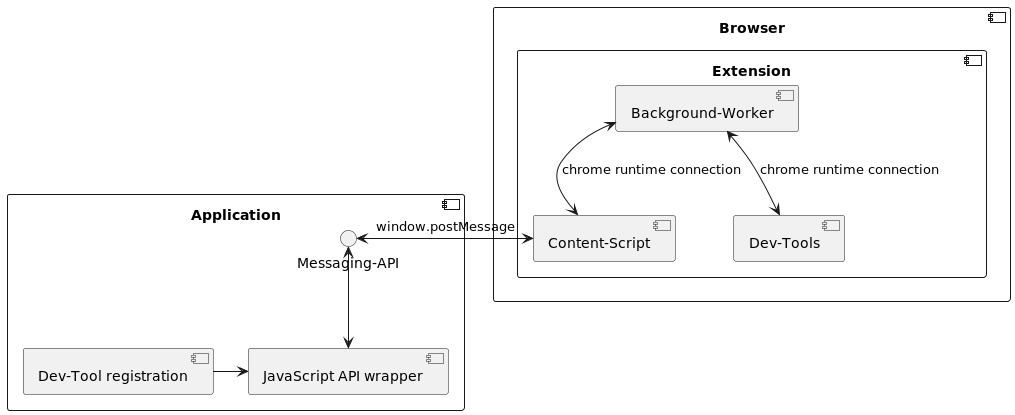 Browser
Extension
Background-Worker
chrome runtime connection
chrome runtime connection
Application
window.postMessage
Content-Script
Dev-Tools
Messaging-API
Dev-Tool registration
JavaScript API wrapper